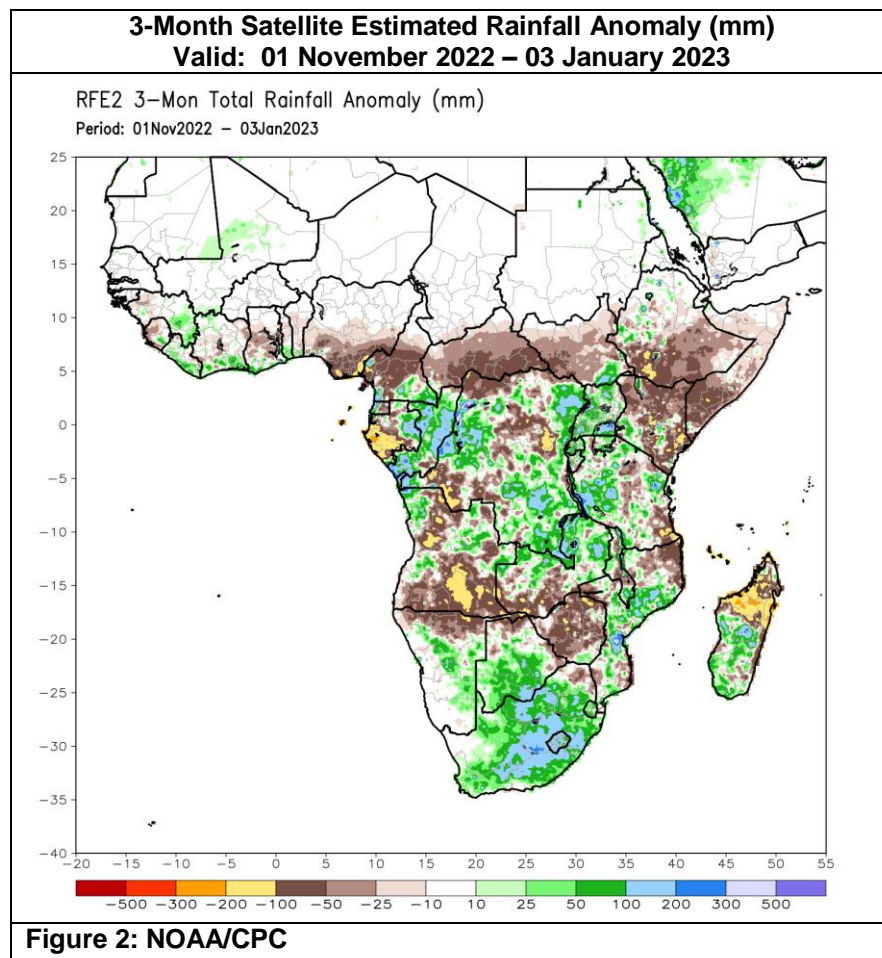 3-Month Satellite Estimated Rainfall Anomaly (mm)
Valid: 01 November 2022 – 03 January 2023
RFE2 3-Mon Total Rainfall Anomaly (mm)
Period: 01Nov2022 – 03Jan2023
25
20
15
10
5
0
-5
-10
-15
-20
-25
-30
-35
-40
-20 -15 -10 -5 0 5 10 15 20 25 30 35 40 45 50 55
-500 -300 -200 -100 -50 -25 -10 10 25 50 100 200 300 500
Figure 2: NOAA/CPC